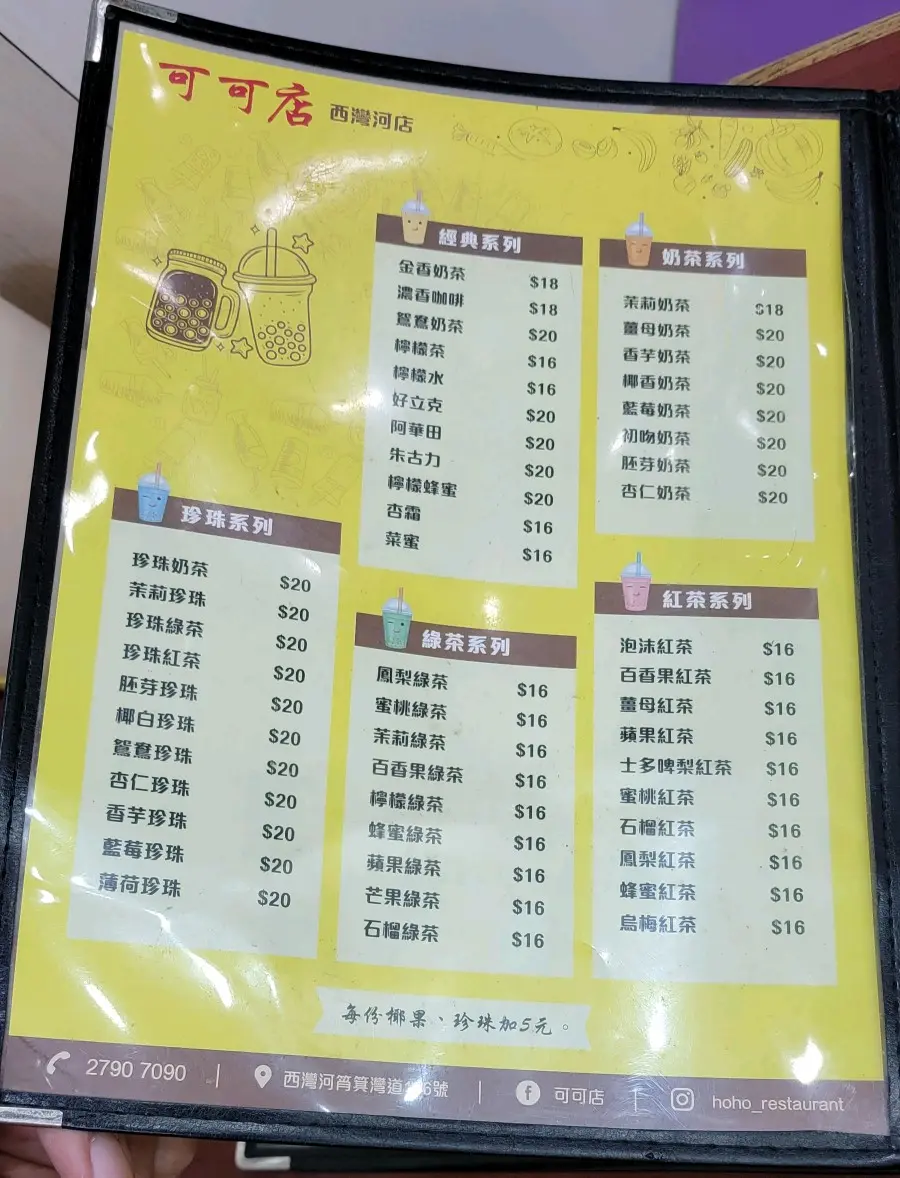 可可店 西灣河店
經典系列
金香奶茶 $18
濃香咖啡 $18
鴛鴦奶茶 $20
檸檬茶 $16
檸檬水 $16
好立克 $20
阿華田 $20
朱古力 $20
檸檬蜂蜜 $20
杏霜 $16
菜蜜 $16
奶茶系列
茉莉奶茶 $18
薑母奶茶 $20
香芋奶茶 $20
椰香奶茶 $20
藍莓奶茶 $20
初吻奶茶 $20
胚芽奶茶 $20
杏仁奶茶 $20
珍珠系列
珍珠奶茶 $20
茉莉珍珠 $20
珍珠綠茶 $20
珍珠紅茶 $20
胚芽珍珠 $20
椰白珍珠 $20
鴛鴦珍珠 $20
杏仁珍珠 $20
香芋珍珠 $20
藍莓珍珠 $20
薄荷珍珠 $20
綠茶系列
鳳梨綠茶 $16
蜜桃綠茶 $16
茉莉綠茶 $16
百香果綠茶 $16
檸檬綠茶 $16
蜂蜜綠茶 $16
蘋果綠茶 $16
芒果綠茶 $16
石榴綠茶 $16
紅茶系列
泡沫紅茶 $16
百香果紅茶 $16
薑母紅茶 $16
蘋果紅茶 $16
士多啤梨紅茶 $16
蜜桃紅茶 $16
石榴紅茶 $16
鳳梨紅茶 $16
蜂蜜紅茶 $16
烏梅紅茶 $16
每份椰果、珍珠加5元。
2790 7090 | 西灣河筲箕灣道 | 可可店 | hoho_restaurant